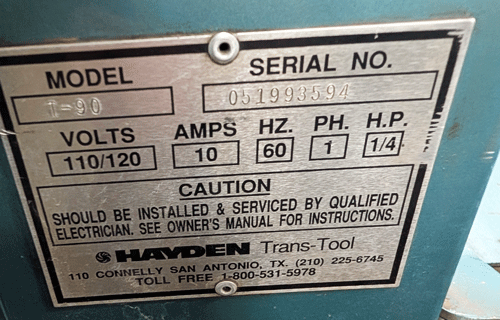 MODEL SERIAL NO.
T-90 051993594
VOLTS AMPS HZ. PH. H.P.
110/120 10 60 1 1/4
CAUTION
SHOULD BE INSTALLED & SERVICED BY QUALIFIED
ELECTRICIAN. SEE OWNER'S MANUAL FOR INSTRUCTIONS.
HAYDEN Trans-Tool
110 CONNELLY SAN ANTONIO, TX. (210) 225-6745
TOLL FREE 1-800-531-5978